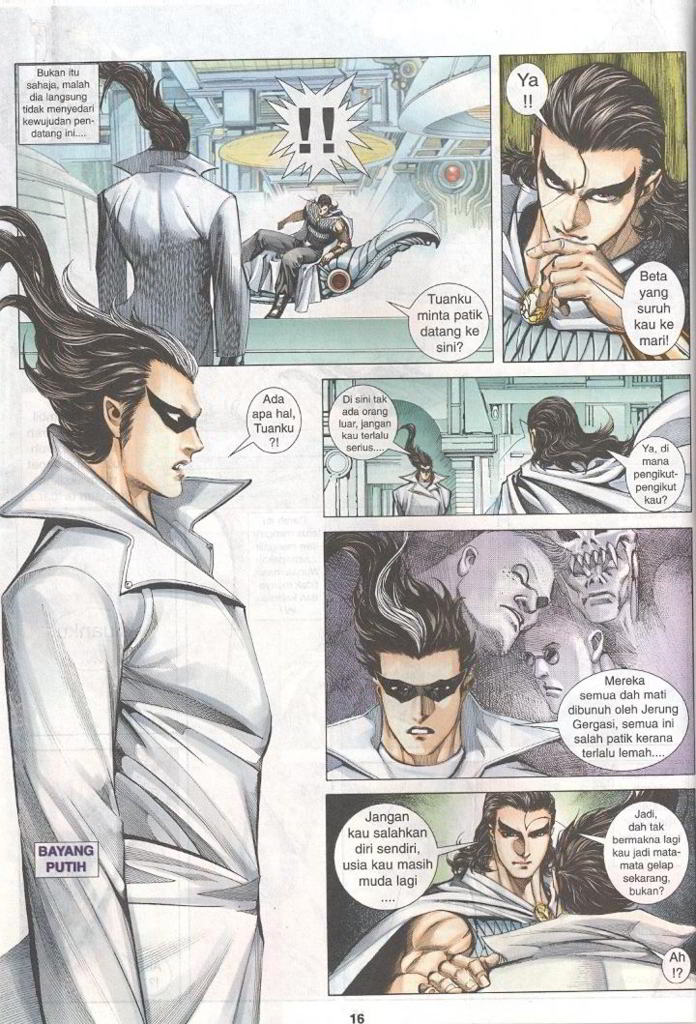 Bukan itu
sahaja, malah
dia langsung
tidak menyedari
kewujudan pen-
datang ini....
!!
Tuanku
minta patik
datang ke
sini?
Ya
!!
Beta
yang
suruh
kau ke
mari!
Ada
apa hal,
Tuanku
?!
Di sini tak
ada orang
luar, jangan
kau terlalu
serius....
Ya, di
mana
pengikut-
pengikut
kau?
Mereka
semua dah mati
dibunuh oleh Jerung
Gergasi, semua ini
salah patik kerana
terlalu lemah....
BAYANG
PUTIH
Jangan
kau salahkan
diri sendiri,
usia kau masih
muda lagi
....
Jadi,
dah tak
bermakna lagi
kau jadi mata-
mata gelap
sekarang,
bukan?
Ah
!?
16